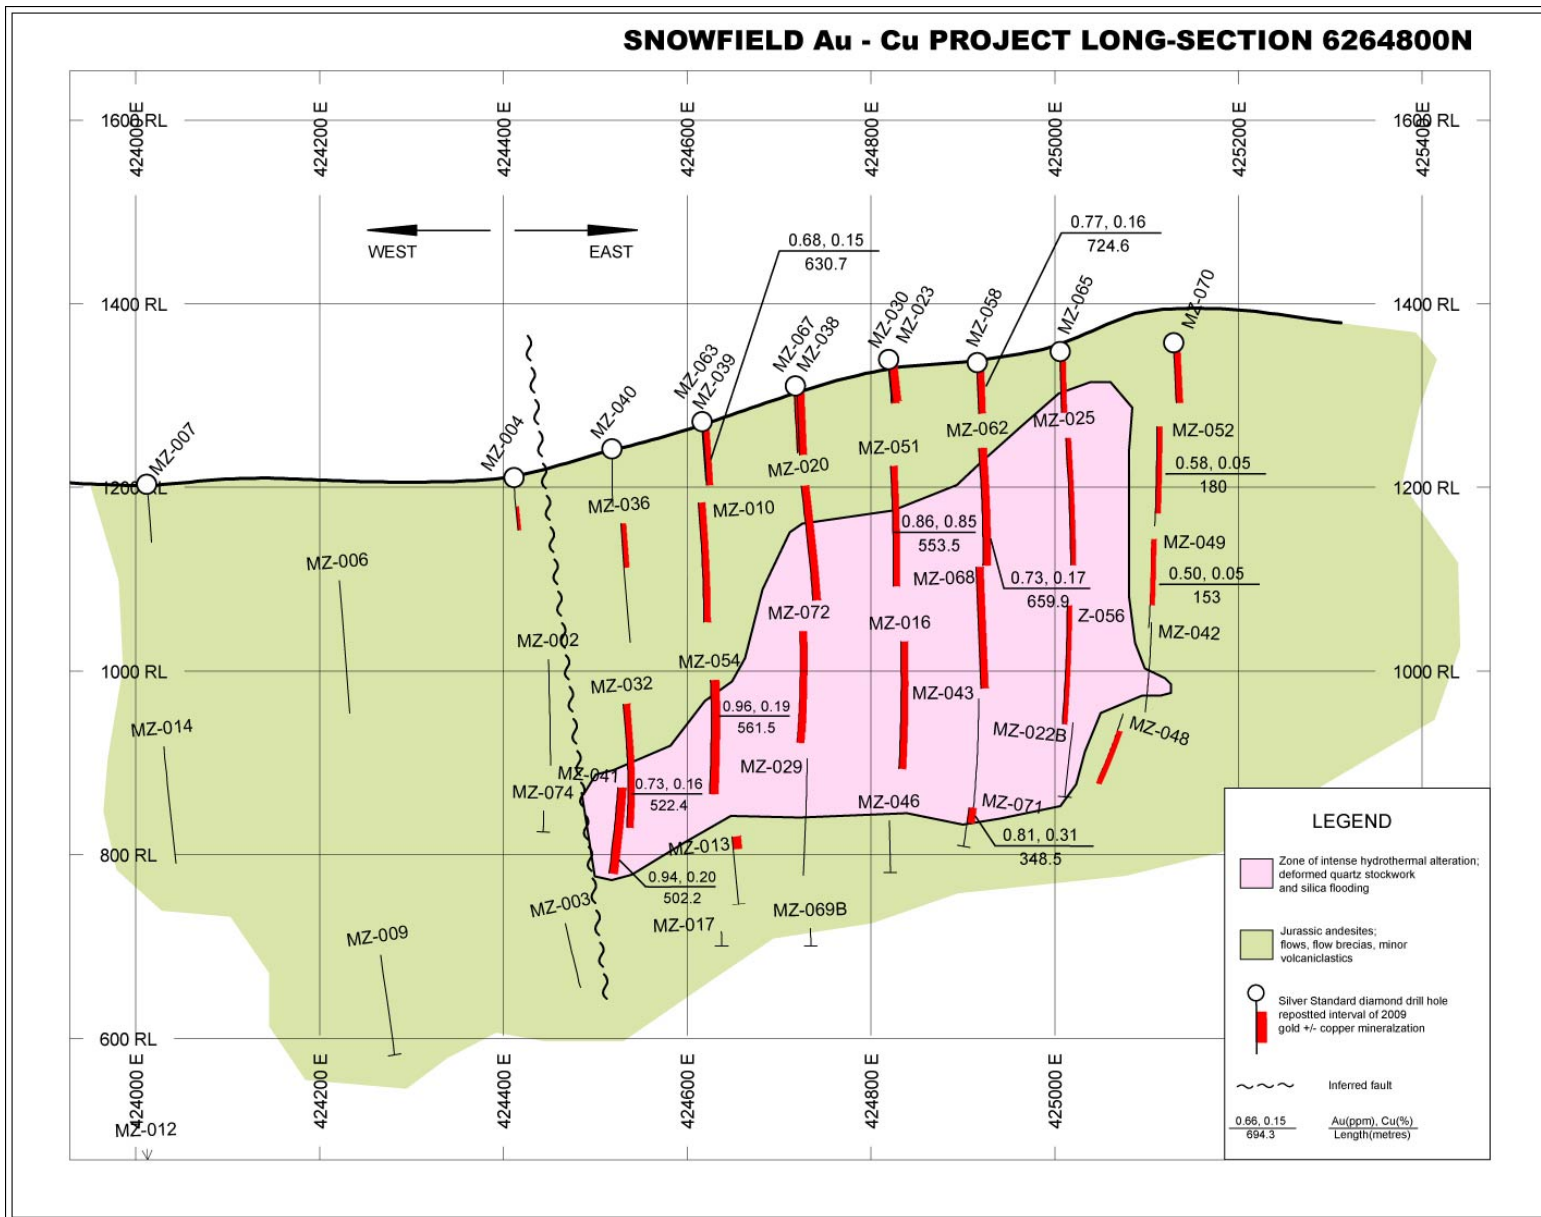 SNOWFIELD Au - Cu PROJECT LONG-SECTION 6264800N
424000 E
424200 E
424400 E
424600 E
424800 E
425000 E
425200 E
425400 E
1600 RL
1600 RL
WEST
EAST
0.77, 0.16
724.6
0.68, 0.15
630.7
1400 RL
1400 RL
MZ-007
MZ-004
MZ-040
MZ-063
MZ-039
MZ-067
MZ-038
MZ-030
MZ-023
MZ-058
MZ-065
MZ-070
MZ-025
MZ-062
MZ-052
MZ-051
MZ-020
0.58, 0.05
180
1200 RL
1200 RL
MZ-036
MZ-010
0.86, 0.85
553.5
MZ-049
MZ-006
MZ-068
0.73, 0.17
659.9
0.50, 0.05
153
MZ-072
MZ-016
Z-056
MZ-042
MZ-002
MZ-054
1000 RL
1000 RL
MZ-032
MZ-043
0.96, 0.19
561.5
MZ-014
MZ-022B
MZ-048
MZ-029
MZ-041
0.73, 0.16
522.4
MZ-074
MZ-046
MZ-071
0.81, 0.31
348.5
800 RL
MZ-013
0.94, 0.20
502.2
MZ-003
MZ-017
MZ-069B
MZ-009
600 RL
424000 E
424200 E
424400 E
424600 E
424800 E
425000 E
MZ-012
LEGEND
Zone of intense hydrothermal alteration;
deformed quartz stockwork
and silica flooding
Jurassic andesites;
flows, flow brecias, minor
volcaniclastics
Silver Standard diamond drill hole
repostted interval of 2009
gold +/- copper mineralzation
Inferred fault
0.66, 0.15
694.3
Au(ppm), Cu(%)
Length(metres)